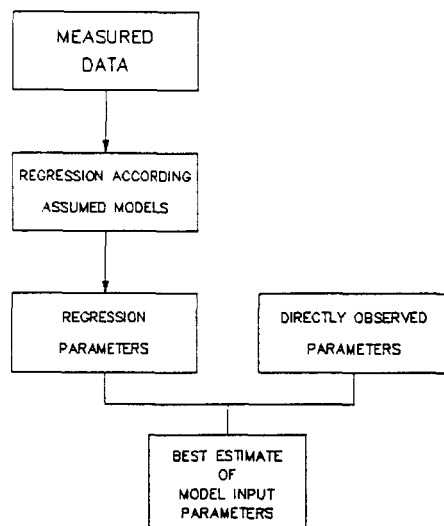 MEASURED
DATA
REGRESSION ACCORDING
ASSUMED MODELS
REGRESSION
PARAMETERS
DIRECTLY OBSERVED
PARAMETERS
BEST ESTIMATE
OF
MODEL INPUT
PARAMETERS